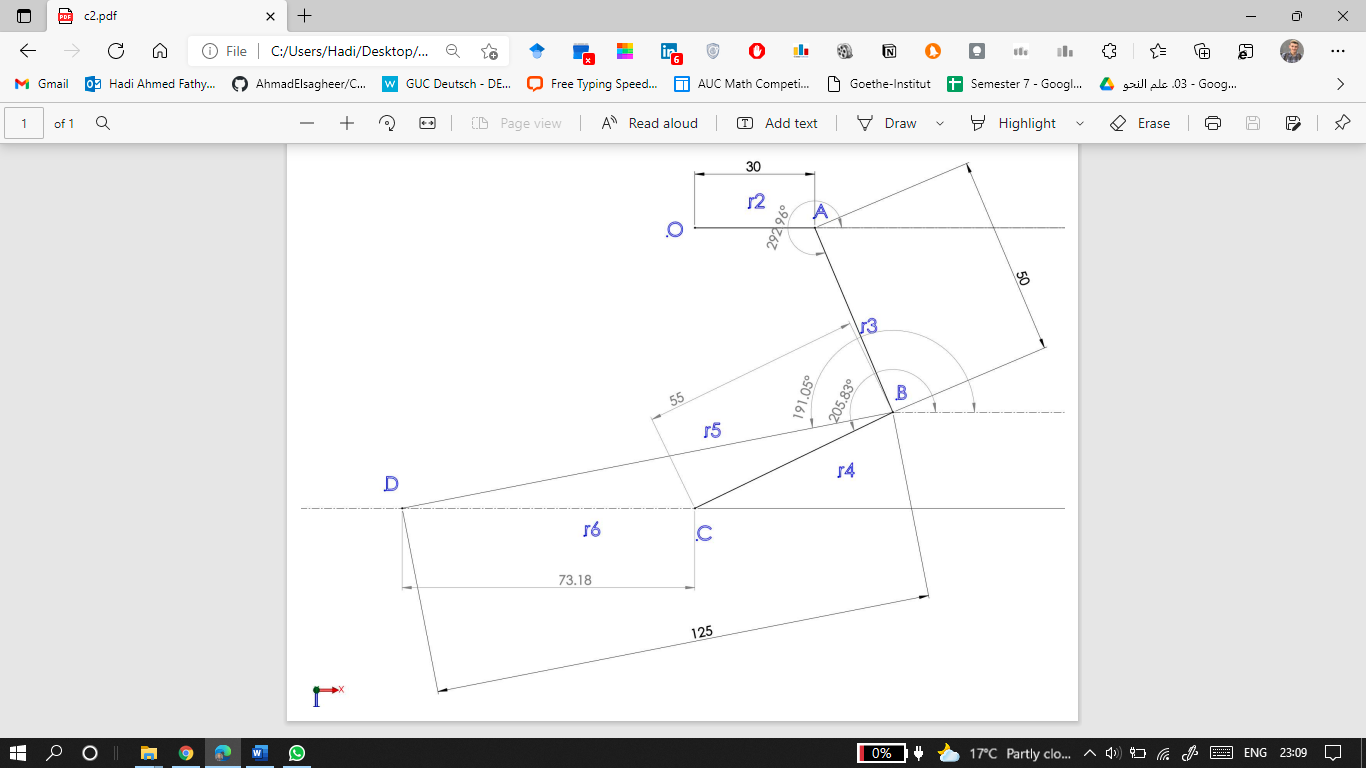 c2.pdf
File C:/Users/Hadi/Desktop/...
6
Gmail Hadi Ahmed Fathy... AhmadElsagheer/C... GUC Deutsch - DE... Free Typing Speed... AUC Math Competi... Goethe-Institut Semester 7 - Googl... 03. علم النحو - Goog...
1 of 1 Page view Read aloud Add text Draw Highlight Erase
30
r2
A
.O
292.96°
50
r3
55
191.05°
205.83°
B
r5
r4
D
r6
.C
73.18
125
X
0% 17°C Partly clo... ENG 23:09